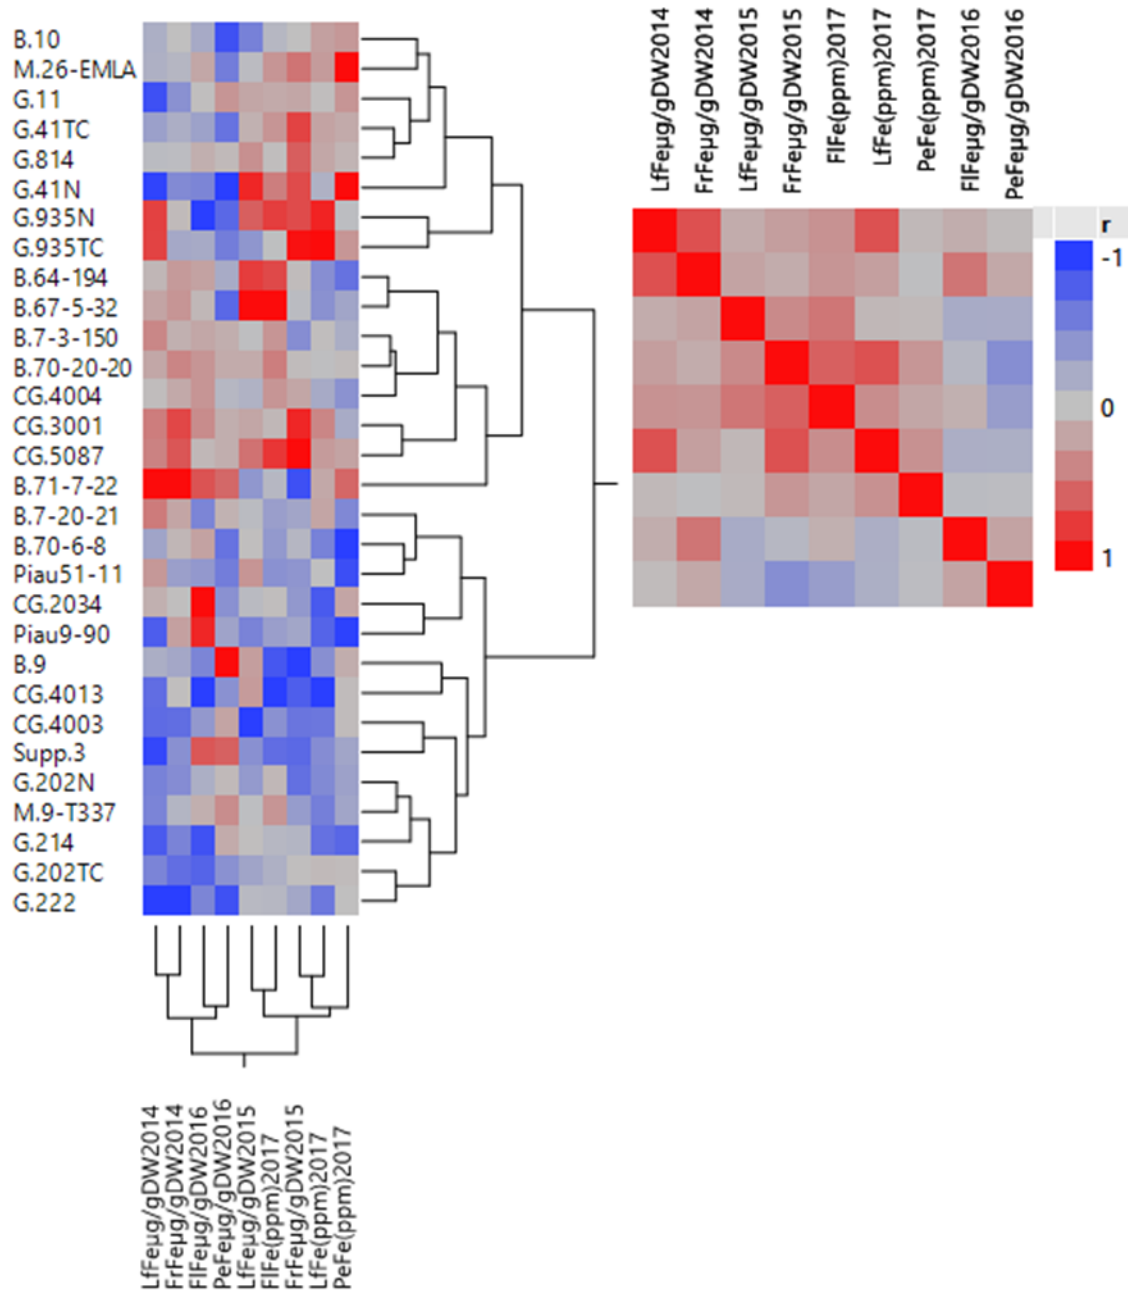 B.10
M.26-EMLA
G.11
G.41TC
G.814
G.41N
G.935N
G.935TC
B.64-194
B.67-5-32
B.7-3-150
B.70-20-20
CG.4004
CG.3001
CG.5087
B.71-7-22
B.7-20-21
B.70-6-8
Piau51-11
CG.2034
Piau9-90
B.9
CG.4013
CG.4003
Supp.3
G.202N
M.9-T337
G.214
G.202TC
G.222
LfFeµg/gDW2014
FrFeµg/gDW2014
FlFeµg/gDW2016
PeFeµg/gDW2016
LfFeµg/gDW2015
FlFe(ppm)2017
FrFeµg/gDW2015
LfFe(ppm)2017
PeFe(ppm)2017
LfFeµg/gDW2014
FrFeµg/gDW2014
LfFeµg/gDW2015
FrFeµg/gDW2015
FlFe(ppm)2017
LfFe(ppm)2017
PeFe(ppm)2017
FlFeµg/gDW2016
PeFeµg/gDW2016
r
-1
0
1